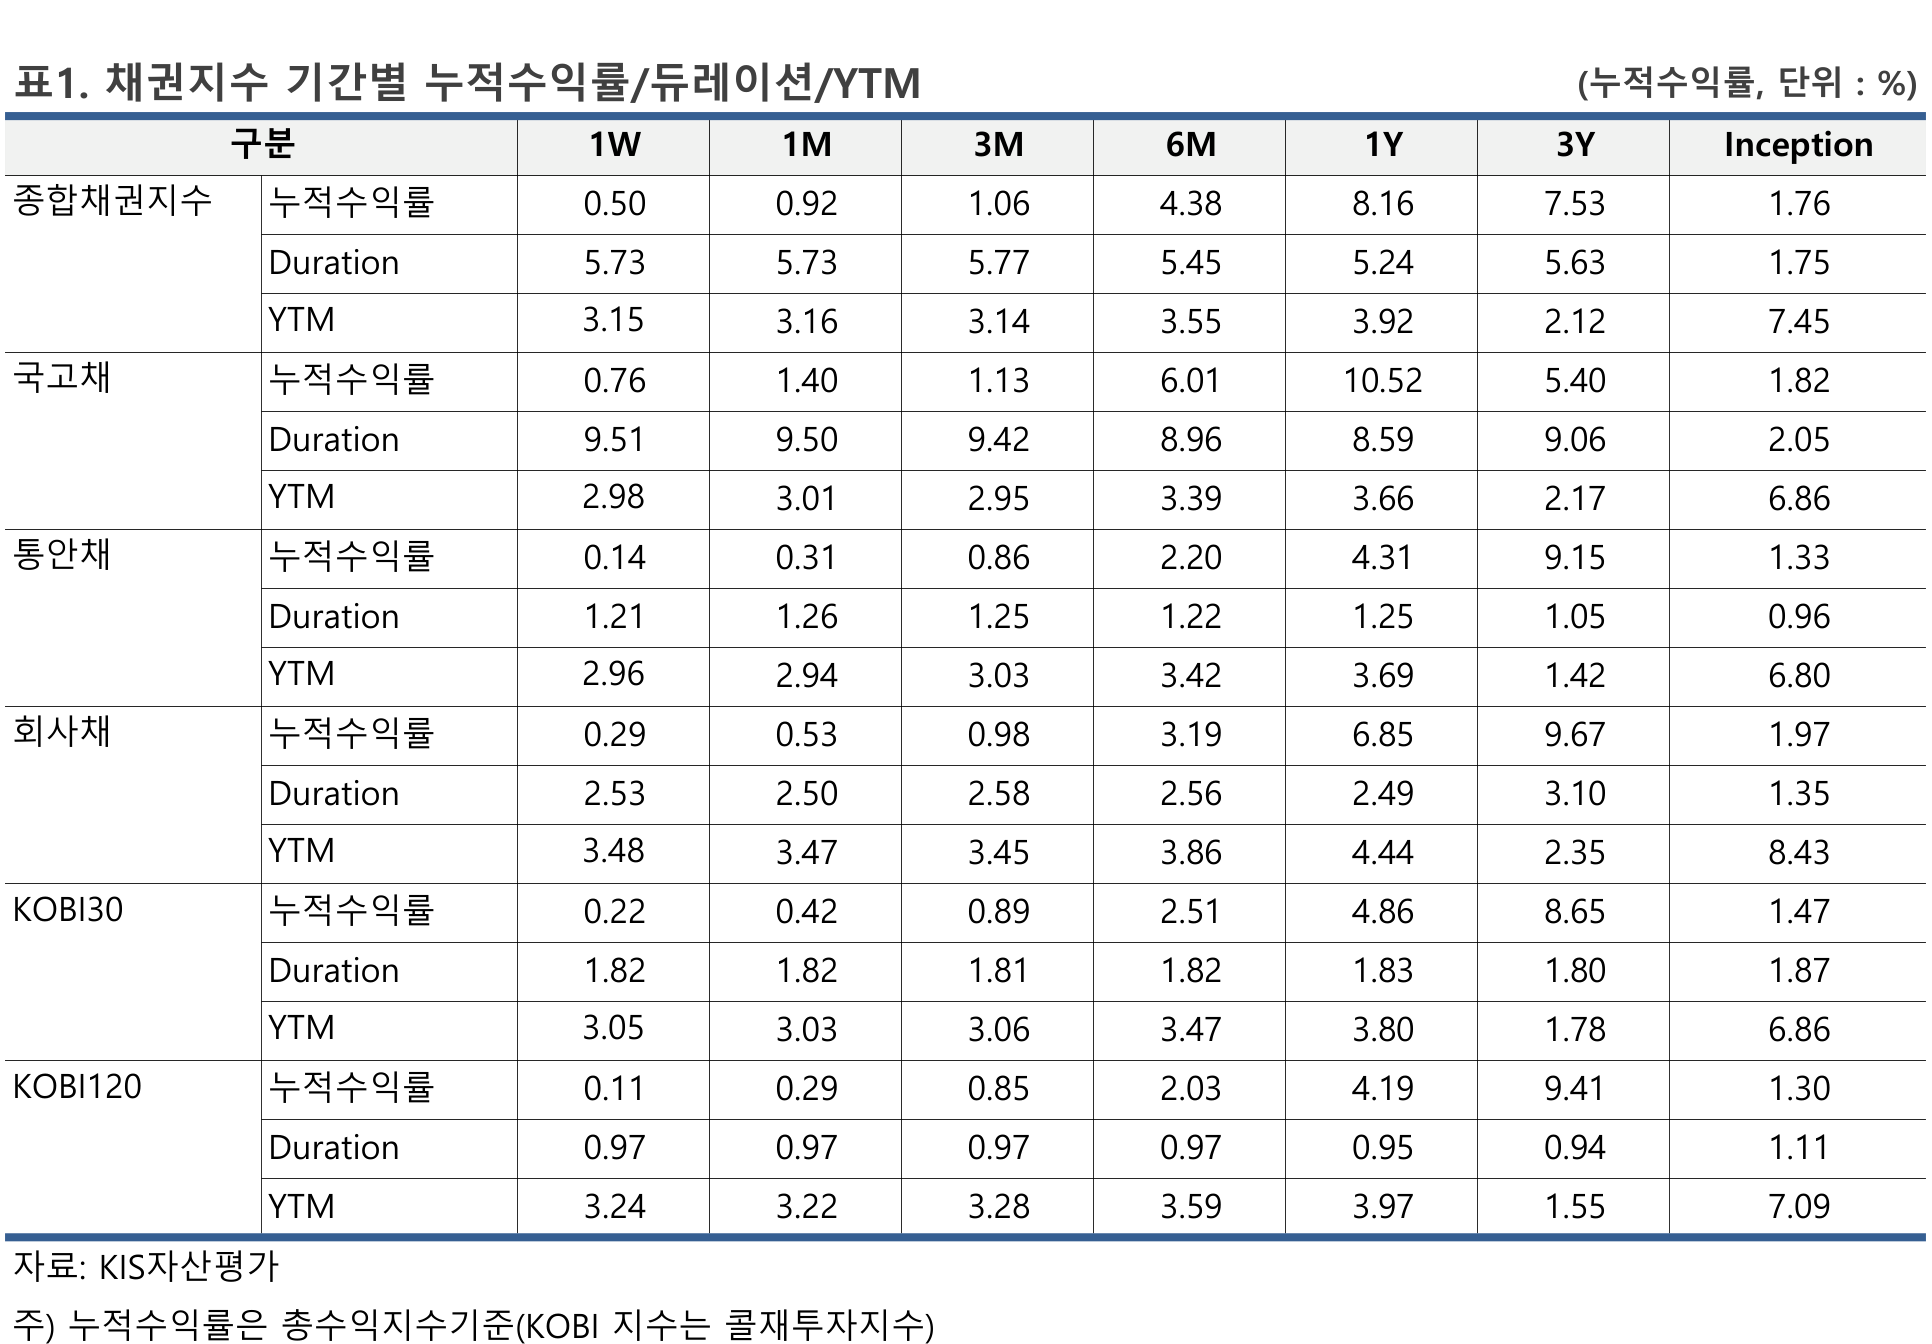 표1. 채권지수 기간별 누적수익률/듀레이션/YTM (누적수익률, 단위 : %)
구분 1W 1M 3M 6M 1Y 3Y Inception
종합채권지수 누적수익률 0.50 0.92 1.06 4.38 8.16 7.53 1.76
Duration 5.73 5.73 5.77 5.45 5.24 5.63 1.75
YTM 3.15 3.16 3.14 3.55 3.92 2.12 7.45
국고채 누적수익률 0.76 1.40 1.13 6.01 10.52 5.40 1.82
Duration 9.51 9.50 9.42 8.96 8.59 9.06 2.05
YTM 2.98 3.01 2.95 3.39 3.66 2.17 6.86
통안채 누적수익률 0.14 0.31 0.86 2.20 4.31 9.15 1.33
Duration 1.21 1.26 1.25 1.22 1.25 1.05 0.96
YTM 2.96 2.94 3.03 3.42 3.69 1.42 6.80
회사채 누적수익률 0.29 0.53 0.98 3.19 6.85 9.67 1.97
Duration 2.53 2.50 2.58 2.56 2.49 3.10 1.35
YTM 3.48 3.47 3.45 3.86 4.44 2.35 8.43
KOBI30 누적수익률 0.22 0.42 0.89 2.51 4.86 8.65 1.47
Duration 1.82 1.82 1.81 1.82 1.83 1.80 1.87
YTM 3.05 3.03 3.06 3.47 3.80 1.78 6.86
KOBI120 누적수익률 0.11 0.29 0.85 2.03 4.19 9.41 1.30
Duration 0.97 0.97 0.97 0.97 0.95 0.94 1.11
YTM 3.24 3.22 3.28 3.59 3.97 1.55 7.09
자료: KIS자산평가
주) 누적수익률은 총수익지수기준(KOBI 지수는 콜재투자지수)